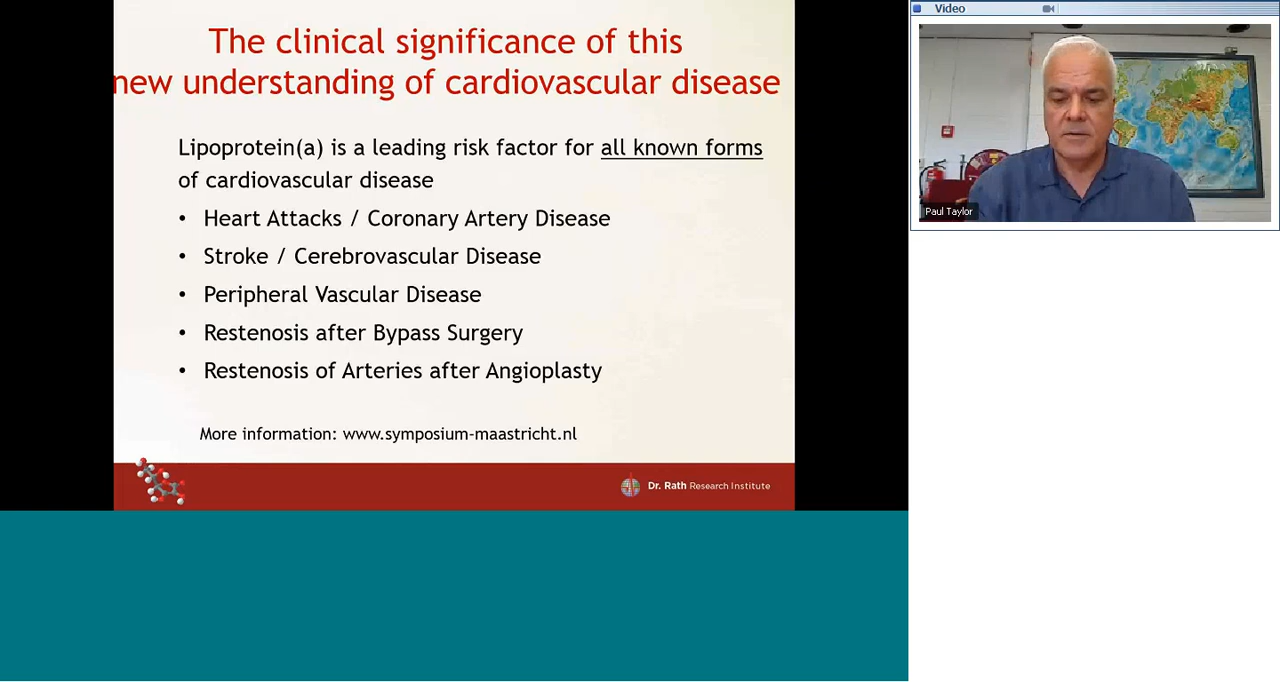 The clinical significance of this
new understanding of cardiovascular disease
Lipoprotein(a) is a leading risk factor for all known forms
of cardiovascular disease
• Heart Attacks / Coronary Artery Disease
• Stroke / Cerebrovascular Disease
• Peripheral Vascular Disease
• Restenosis after Bypass Surgery
• Restenosis of Arteries after Angioplasty
More information: www.symposium-maastricht.nl
Dr. Rath Research Institute
Video
Paul Taylor